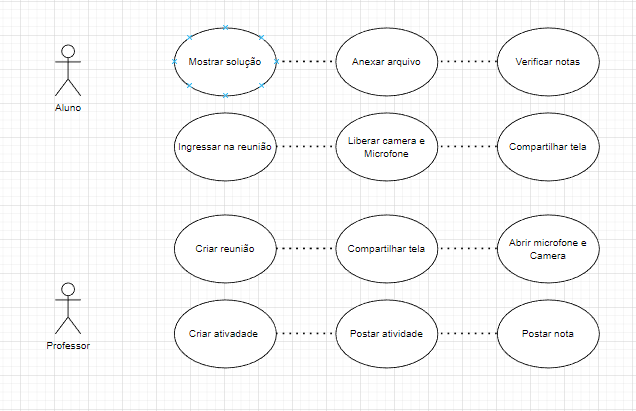 Mostrar solução
Anexar arquivo
Verificar notas
Aluno
Ingressar na reunião
Liberar camera e
Microfone
Compartilhar tela
Criar reunião
Compartilhar tela
Abrir microfone e
Camera
Professor
Criar ativadade
Postar atividade
Postar nota